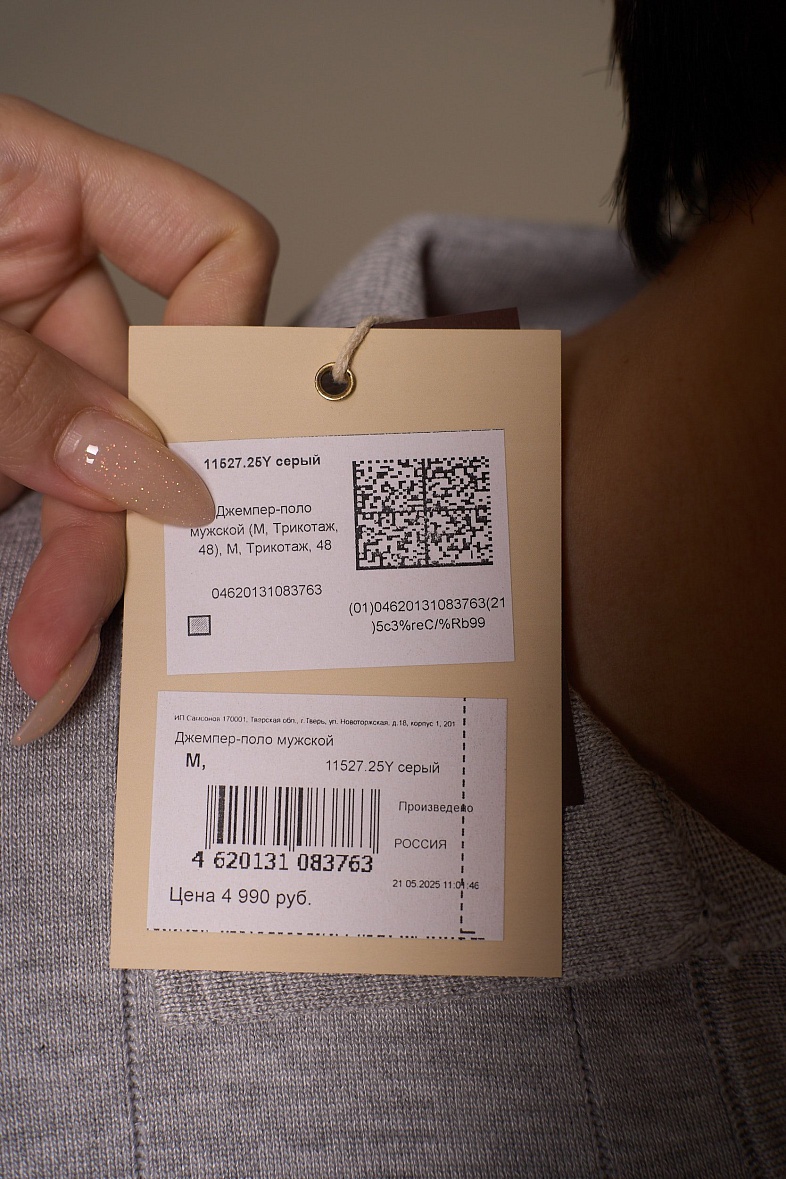 11527.25Y серый
Джемпер-поло
мужской (М, Трикотаж,
48), М, Трикотаж, 48
04620131083763
(01)04620131083763(21
)5c3%reC/%Rb99
ИП Сансонов 170001, Тверская обл., г.Тверь, ул. Новоторжская, д.18, корпус 1, 201
Джемпер-поло мужской
М,
11527.25Y серый
Произведено
РОССИЯ
4 620131 083763
21 05.2025 11:01:46
Цена 4 990 руб.